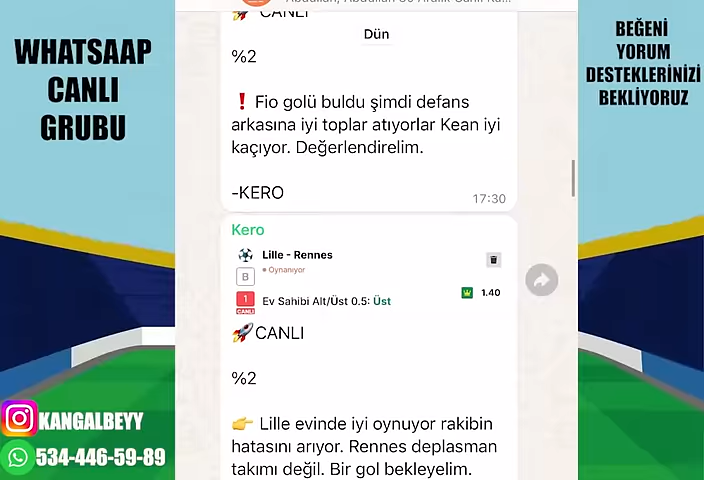 WHATSAAP
CANLI
GRUBU
BEĞENİ
YORUM
DESTEKLERİNİZİ
BEKLİYORUZ
CANLI
Dün
%2
❗ Fio golü buldu şimdi defans
arkasına iyi toplar atıyorlar Kean iyi
kaçıyor. Değerlendirelim.
-KERO
17:30
Kero
Lille - Rennes
Oynanıyor
B
1
CANLI
Ev Sahibi Alt/Üst 0.5: Üst
1.40
🚀CANLI
%2
👉 Lille evinde iyi oynuyor rakibin
hatasını arıyor. Rennes deplasman
takımı değil. Bir gol bekleyelim.
KANGALBEYY
534-446-59-89